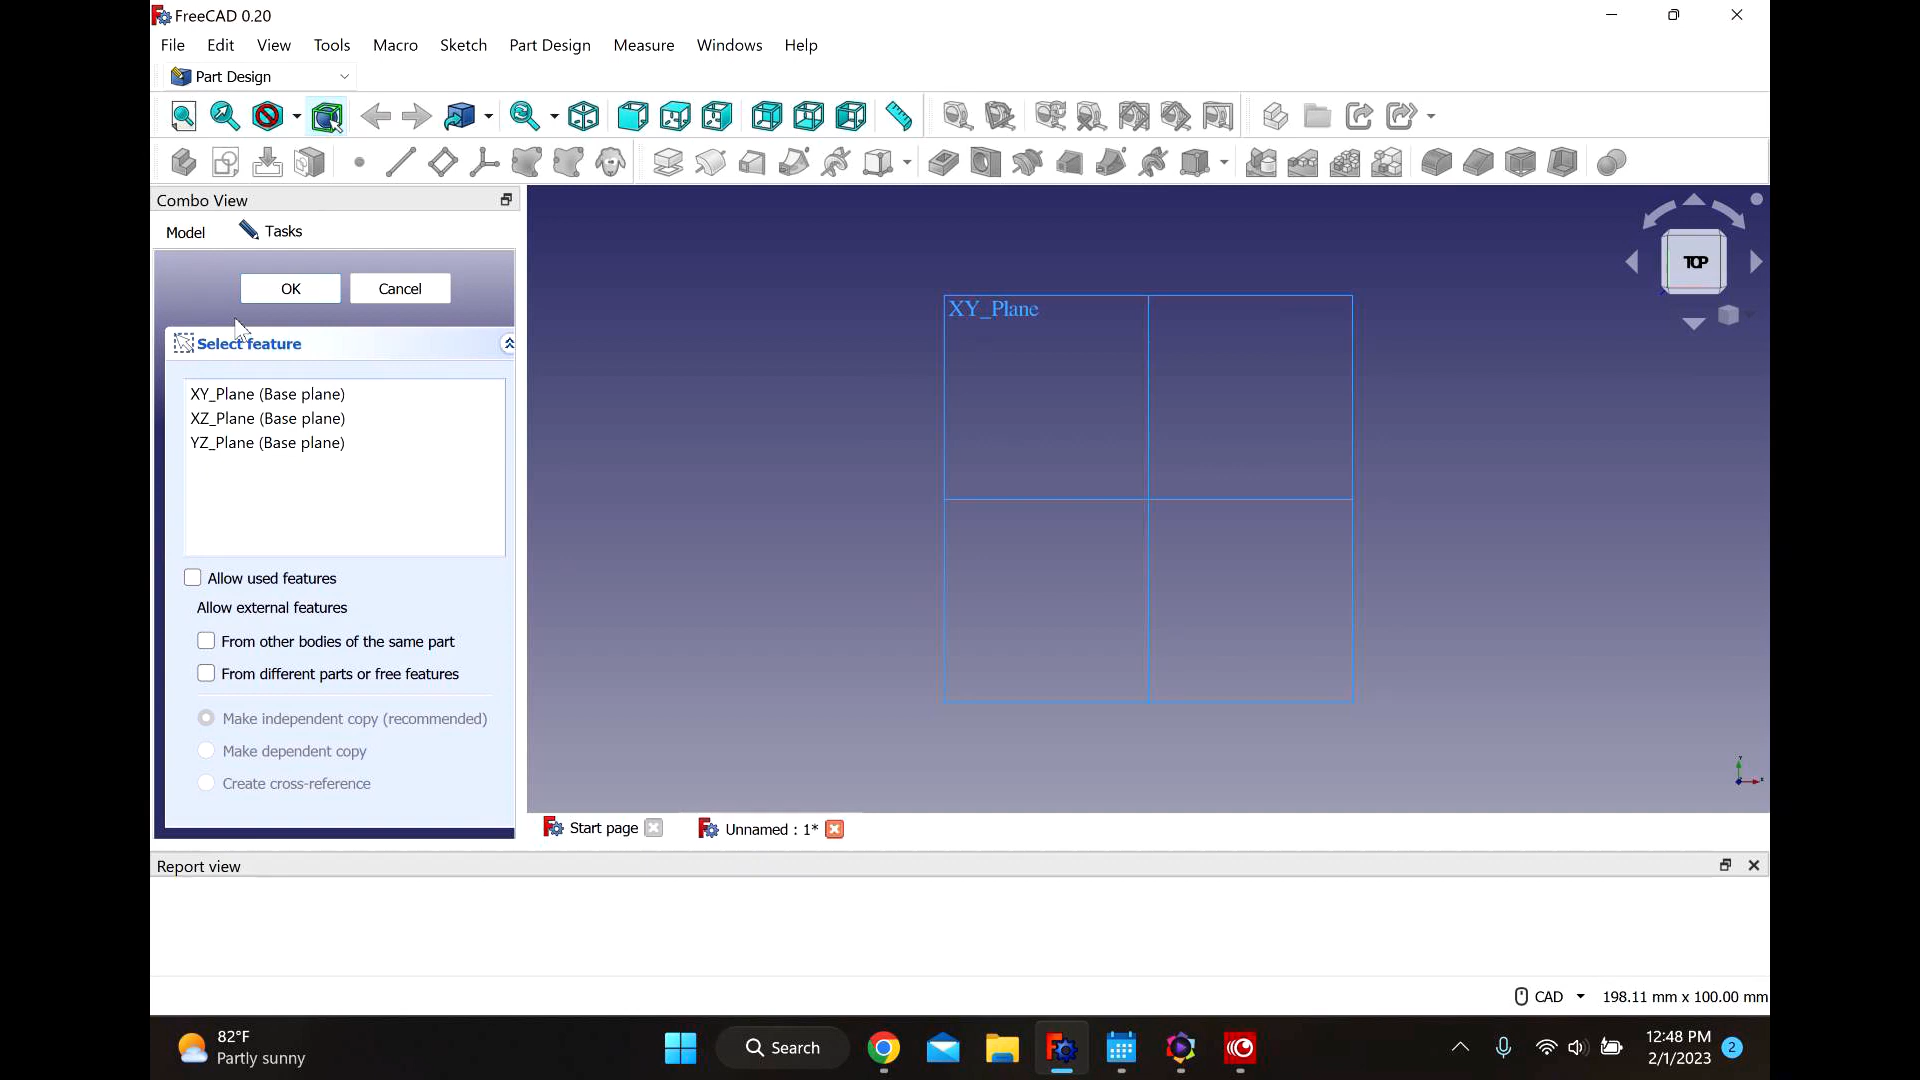 FreeCAD 0.20
File Edit View Tools Macro Sketch Part Design Measure Windows Help
Part Design
Combo View
Model Tasks
OK Cancel
Select feature
XY_Plane (Base plane)
XZ_Plane (Base plane)
YZ_Plane (Base plane)
Allow used features
Allow external features
From other bodies of the same part
From different parts or free features
Make independent copy (recommended)
Make dependent copy
Create cross-reference
XY_Plane
TOP
Start page Unnamed : 1*
Report view
CAD 198.11 mm x 100.00 mm
82°F
Partly sunny
Search
12:48 PM
2/1/2023
2